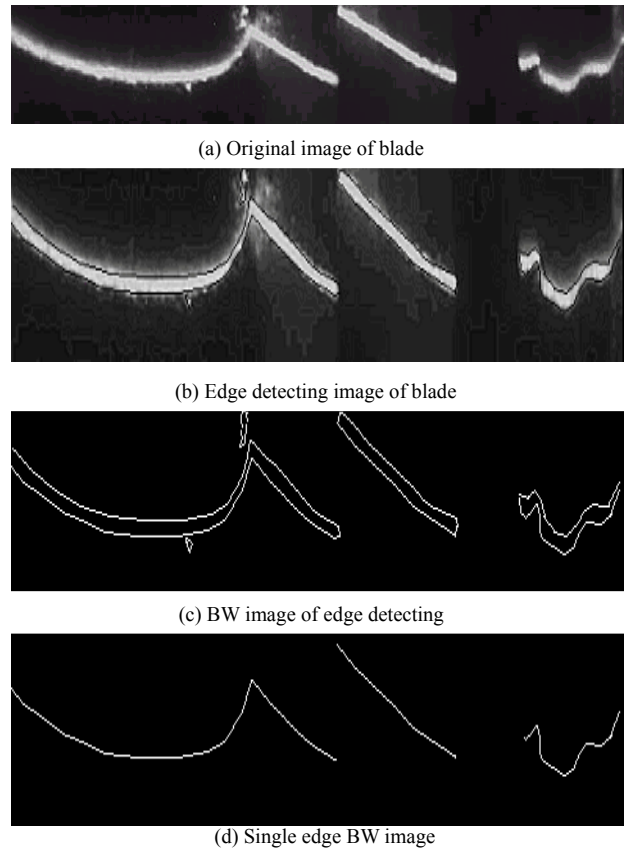 (a) Original image of blade
(b) Edge detecting image of blade
(c) BW image of edge detecting
(d) Single edge BW image